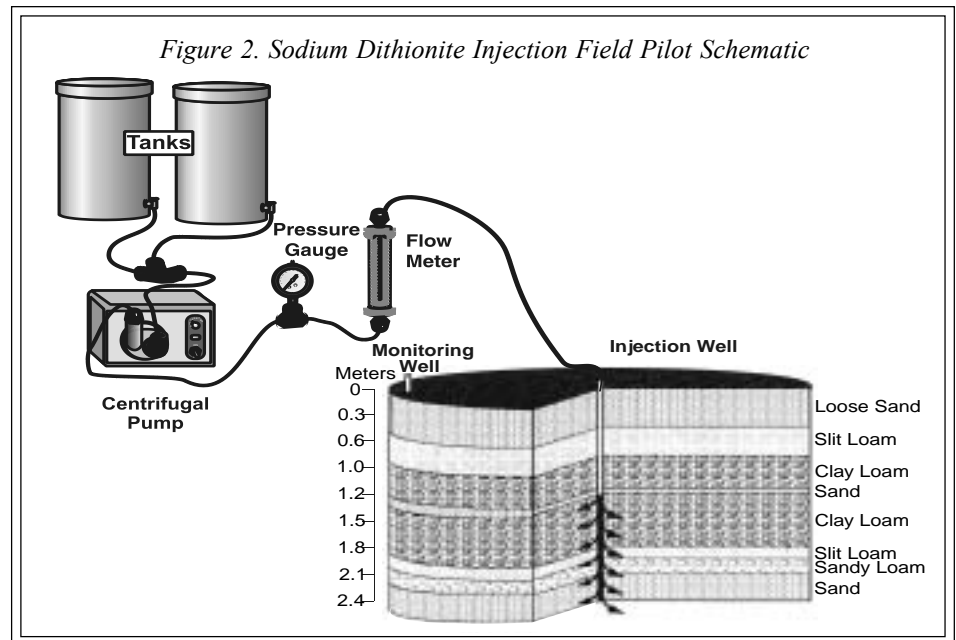 Figure 2. Sodium Dithionite Injection Field Pilot Schematic
Tanks
Pressure
Gauge
Flow
Meter
Centrifugal
Pump
Monitoring
Well
Injection Well
Meters
0
0.3
0.6
1.0
1.2
1.5
1.8
2.1
2.4
Loose Sand
Slit Loam
Clay Loam
Sand
Clay Loam
Slit Loam
Sandy Loam
Sand